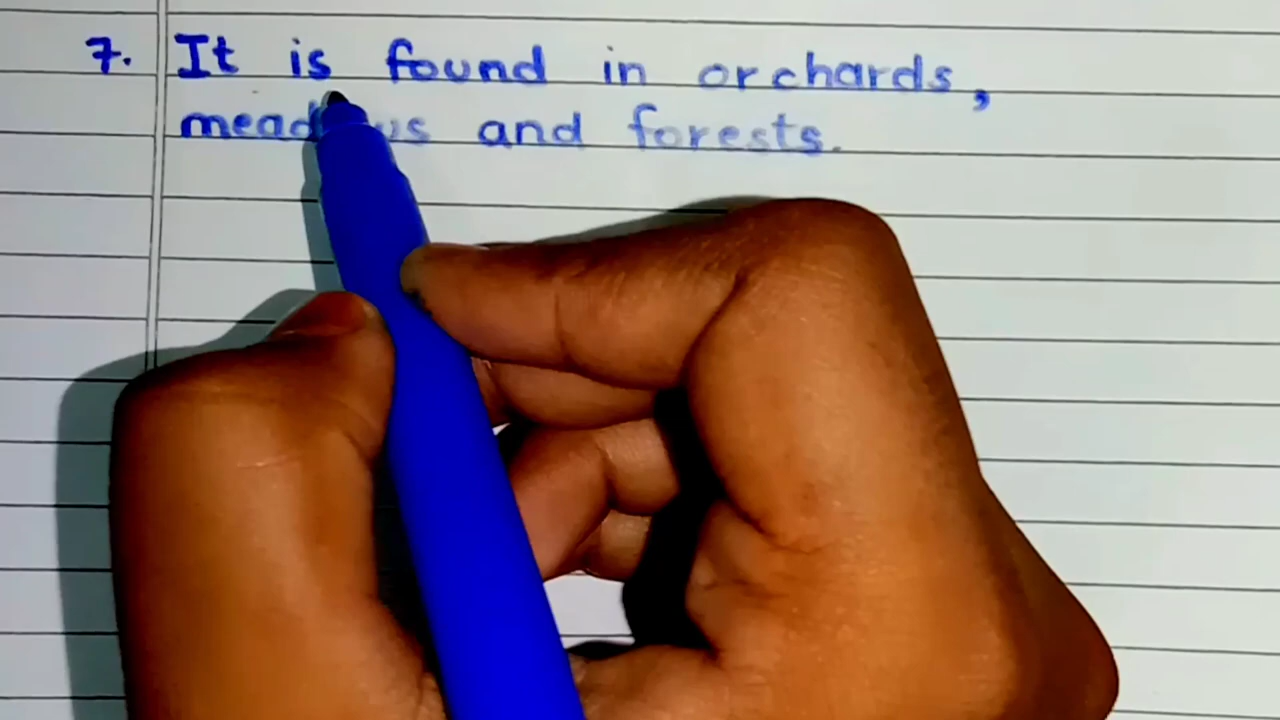 7. It is found in orchards,
and forests.